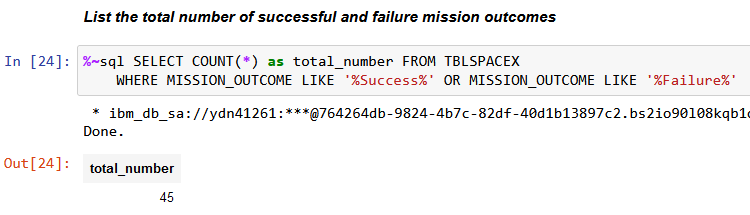 List the total number of successful and failure mission outcomes
In [24]: %~sql SELECT COUNT(*) as total_number FROM TBLSPACEX
WHERE MISSION_OUTCOME LIKE '%Success%' OR MISSION_OUTCOME LIKE '%Failure%'
* ibm_db_sa://ydn41261:***@764264db-9824-4b7c-82df-40d1b13897c2.bs2io90l08kqb1o
Done.
Out[24]: total_number
45